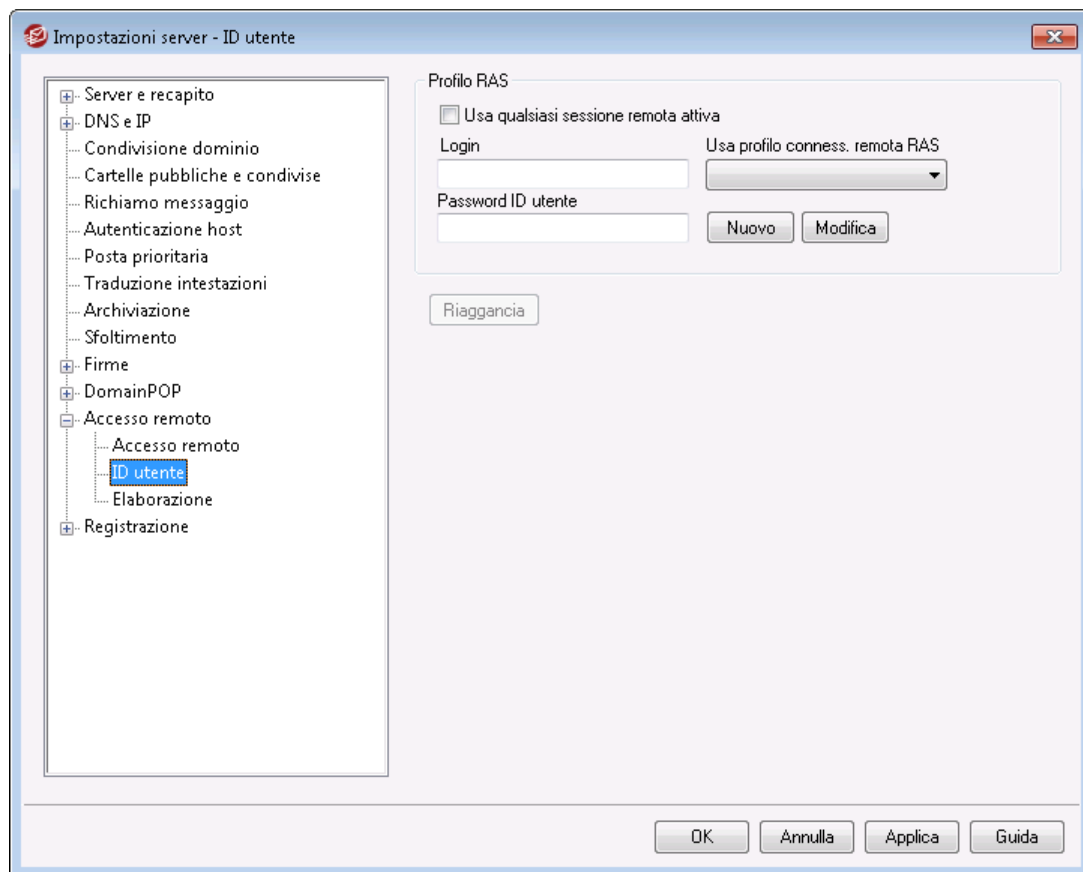 Impostazioni server - ID utente
Server e recapito
DNS e IP
Condivisione dominio
Cartelle pubbliche e condivise
Richiamo messaggio
Autenticazione host
Posta prioritaria
Traduzione intestazioni
Archiviazione
Sfoltimento
Firme
DomainPOP
Accesso remoto
Accesso remoto
ID utente
Elaborazione
Registrazione
Profilo RAS
Usa qualsiasi sessione remota attiva
Login
Usa profilo conness. remota RAS
Password ID utente
Nuovo
Modifica
Riaggancia
OK
Annulla
Applica
Guida